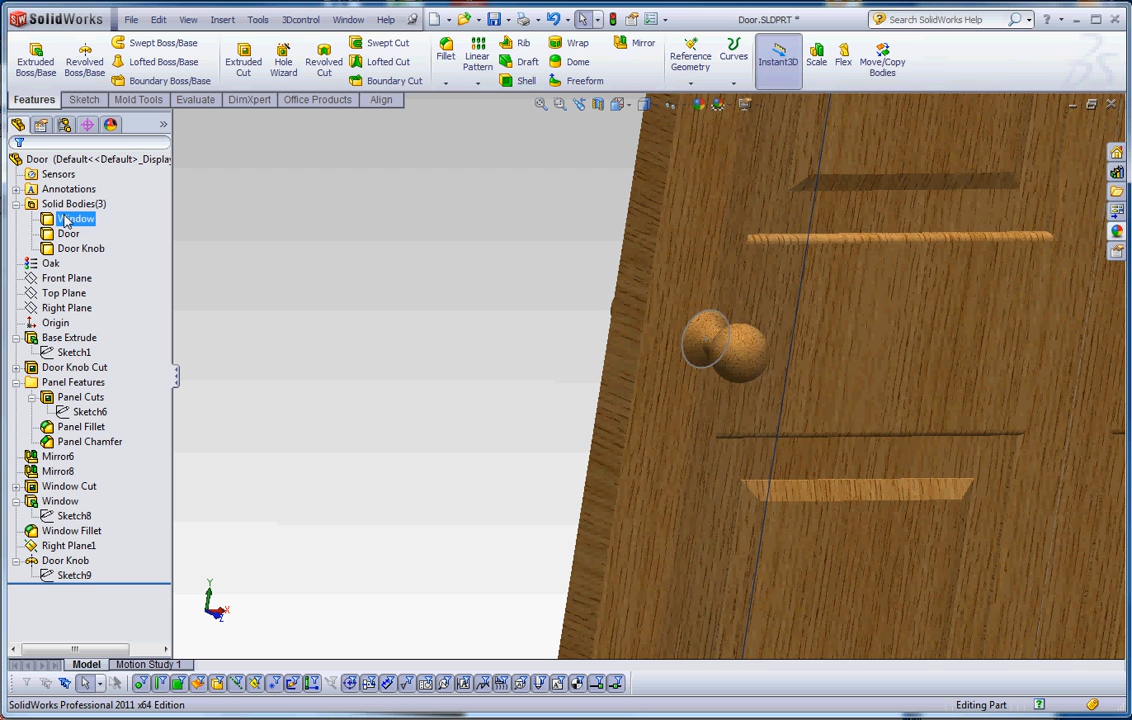 SolidWorks File Edit View Insert Tools 3Dcontrol Window Help Door.SLDPRT * Search SolidWorks Help
Extruded Boss/Base
Revolved Boss/Base
Swept Boss/Base
Lofted Boss/Base
Boundary Boss/Base
Extruded Cut
Hole Wizard
Revolved Cut
Swept Cut
Lofted Cut
Boundary Cut
Fillet
Linear Pattern
Rib
Draft
Shell
Wrap
Dome
Freeform
Mirror
Reference Geometry
Curves
Instant3D
Scale
Flex
Move/Copy Bodies
Features Sketch Mold Tools Evaluate DimXpert Office Products Align
Door (Default<<Default>_Displa
Sensors
Annotations
Solid Bodies(3)
Window
Door
Door Knob
Oak
Front Plane
Top Plane
Right Plane
Origin
Base Extrude
Sketch1
Door Knob Cut
Panel Features
Panel Cuts
Sketch6
Panel Fillet
Panel Chamfer
Mirror6
Mirror8
Window Cut
Window
Sketch8
Window Fillet
Right Plane1
Door Knob
Sketch9
Y
X
Z
Model Motion Study 1
SolidWorks Professional 2011 x64 Edition Editing Part